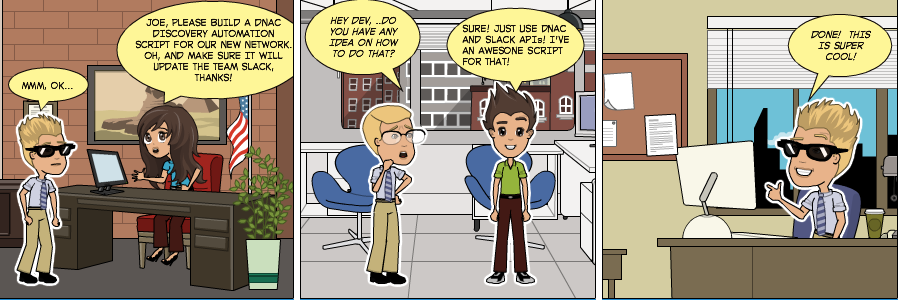 MMM, OK...
JOE, PLEASE BUILD A DNAC
DISCOVERY AUTOMATION
SCRIPT FOR OUR NEW NETWORK.
OH, AND MAKE SURE IT WILL
UPDATE THE TEAM SLACK,
THANKS!
HEY DEV, ..DO
YOU HAVE ANY
IDEA ON HOW
TO DO THAT?
SURE! JUST USE DNAC
AND SLACK APIs! I'VE
AN AWESONE SCRIPT
FOR THAT!
DONE! THIS
IS SUPER
COOL!